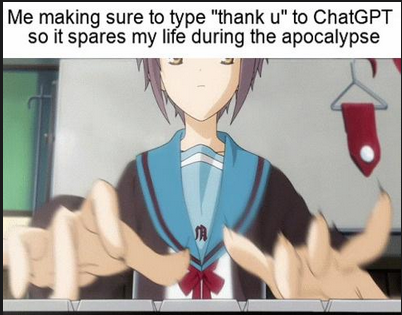 Me making sure to type "thank u" to ChatGPT
so it spares my life during the apocalypse